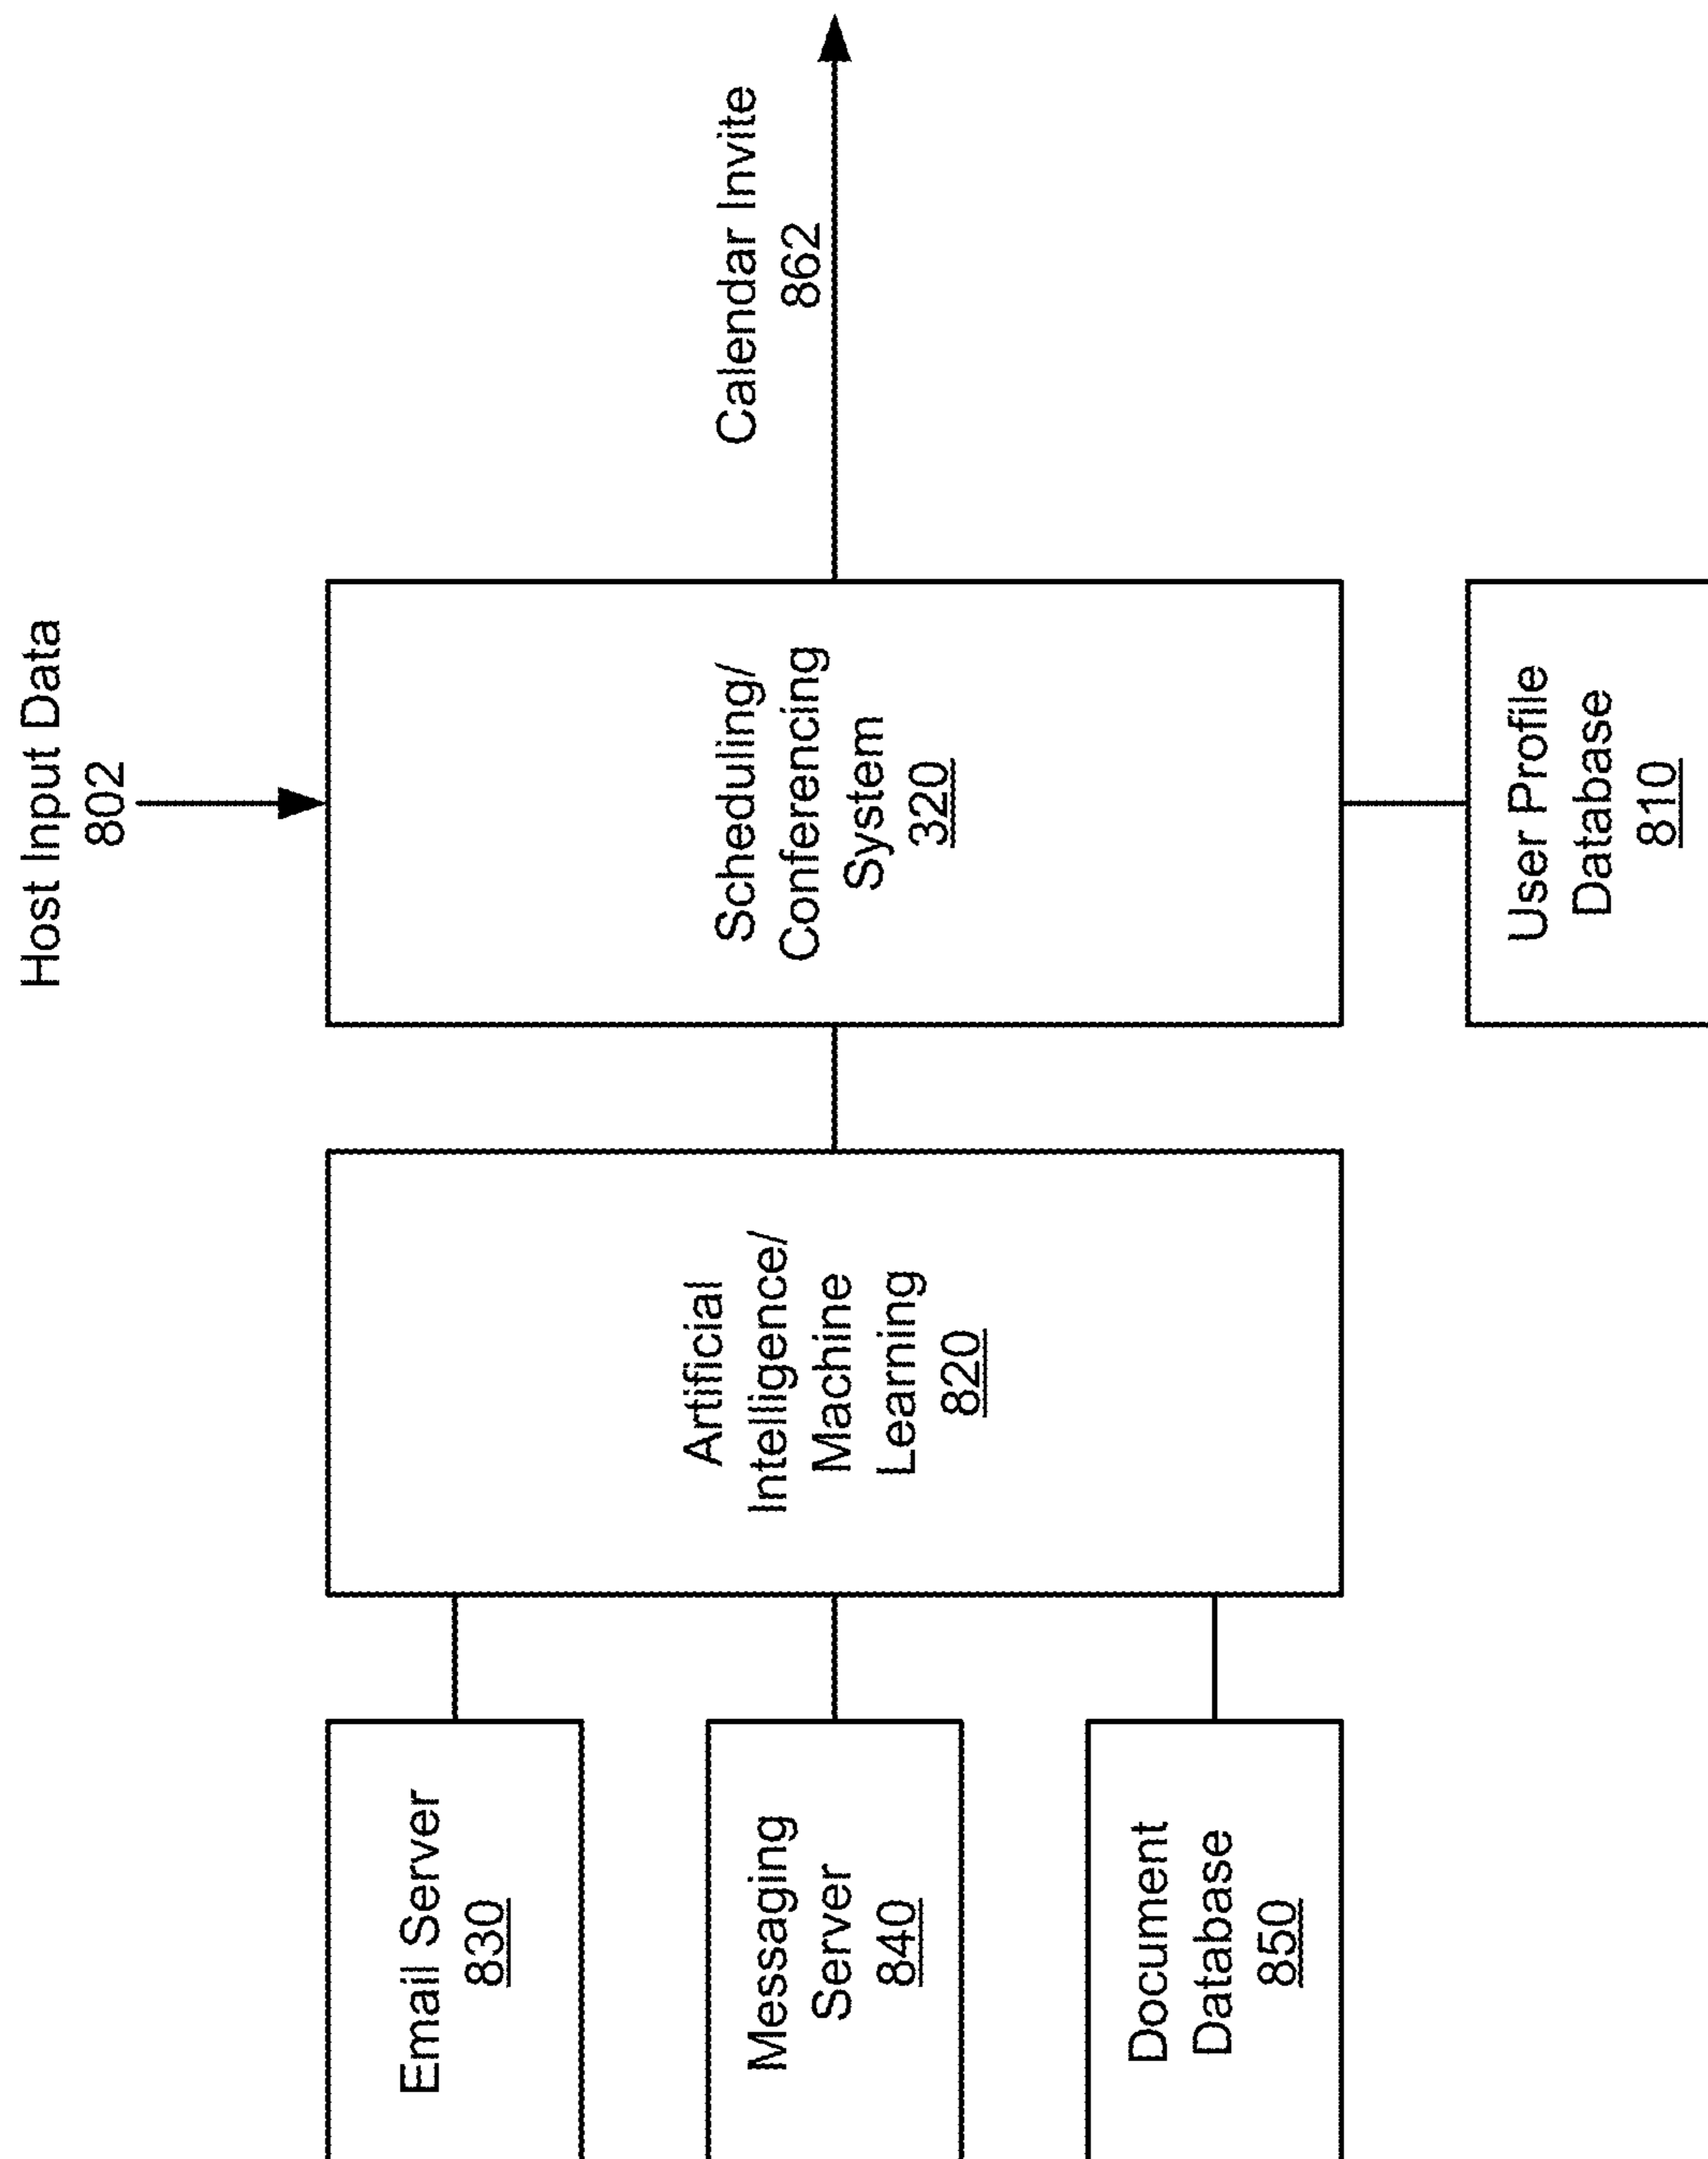 Host Input Data
802
Email Server
830
Messaging
Server
840
Document
Database
850
Artificial
Intelligence/
Machine
Learning
820
Scheduling/
Conferencing
System
320
Calendar Invite
862
User Profile
Database
810